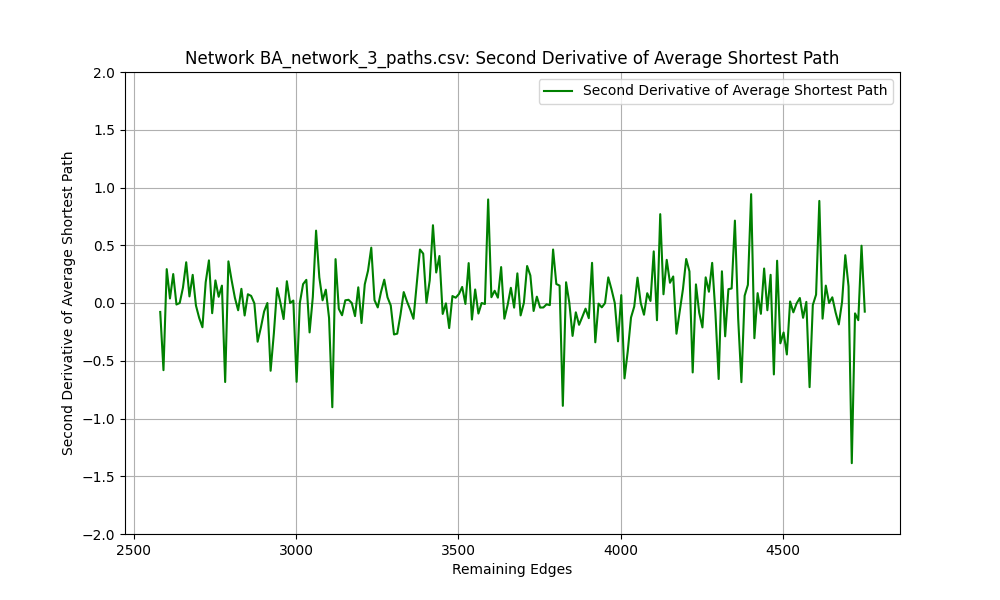 Network BA_network_3_paths.csv: Second Derivative of Average Shortest Path
Second Derivative of Average Shortest Path
2.0
1.5
1.0
0.5
0.0
−0.5
−1.0
−1.5
−2.0
Second Derivative of Average Shortest Path
2500 3000 3500 4000 4500
Remaining Edges